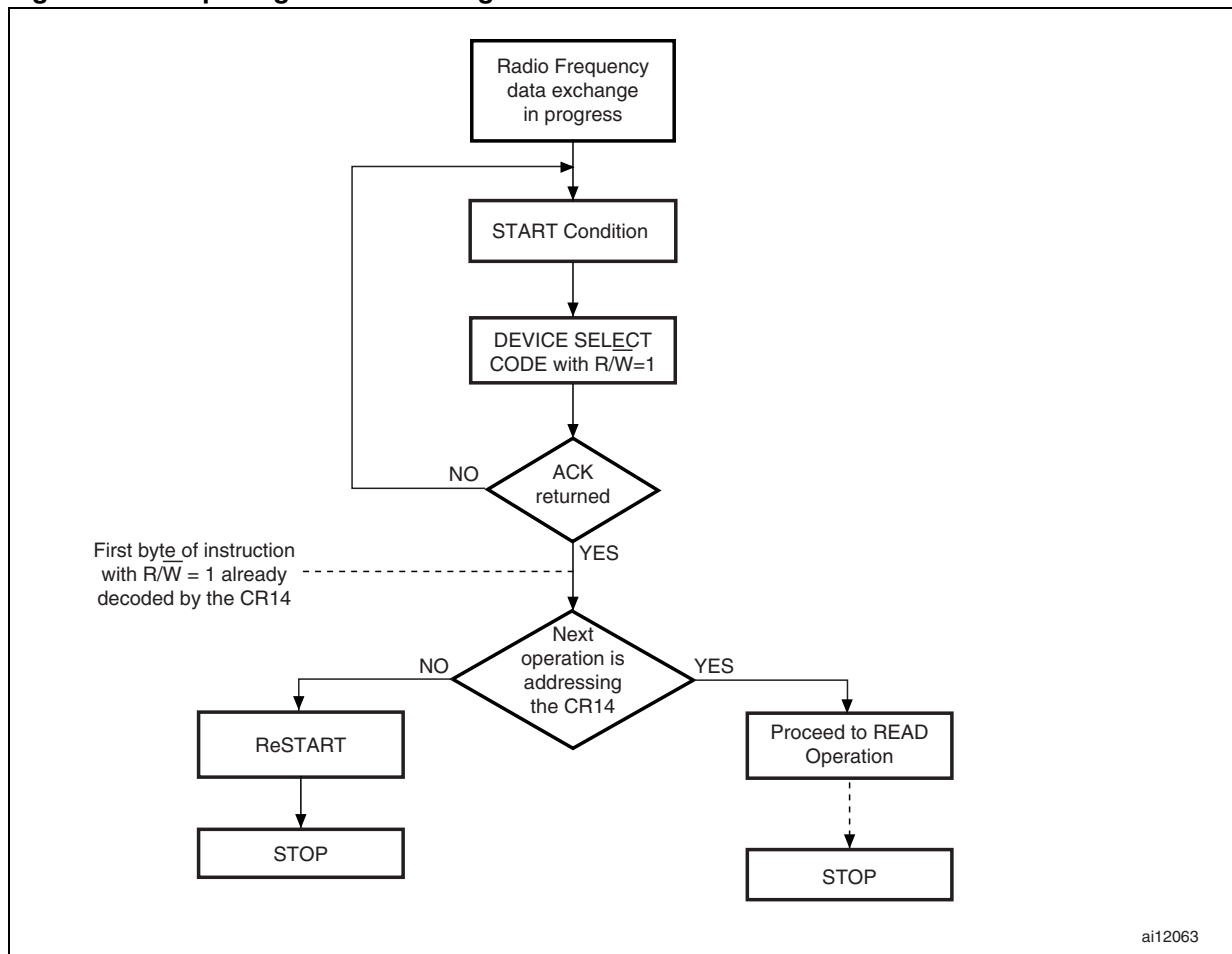 Radio Frequency
data exchange
in progress
START Condition
DEVICE SELECT
CODE with R/W̅=1
NO
ACK
returned
YES
First byte of instruction
with R/W̅ = 1 already
decoded by the CR14
Next
operation is
addressing
the CR14
NO
YES
ReSTART
Proceed to READ
Operation
STOP
STOP
ai12063